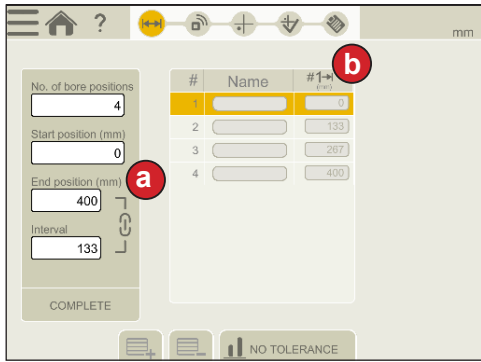 ?
mm
No. of bore positions
4
Start position (mm)
0
End position (mm)
400
Interval
133
COMPLETE
a
b
# Name #1
(mm)
1 0
2 133
3 267
4 400
NO TOLERANCE